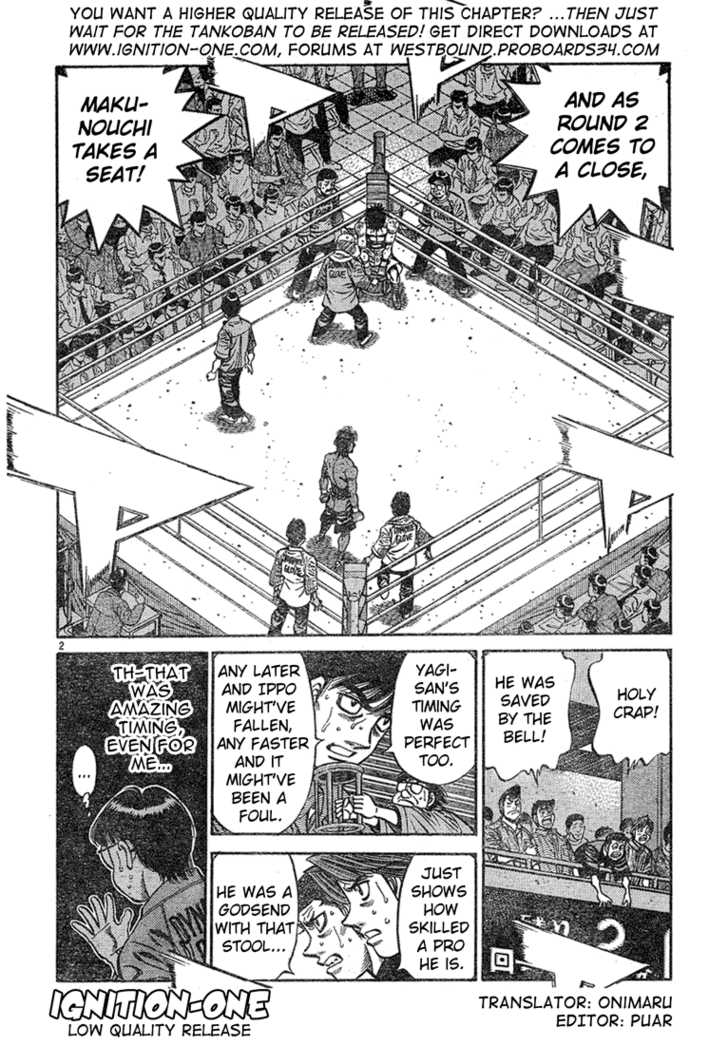 YOU WANT A HIGHER QUALITY RELEASE OF THIS CHAPTER? ...THEN JUST
WAIT FOR THE TANKOBAN TO BE RELEASED! GET DIRECT DOWNLOADS AT
WWW.IGNITION-ONE.COM, FORUMS AT WESTBOUND.PROBOARDS34.COM
AND AS
ROUND 2
COMES TO
A CLOSE,
MAKU-
NOUCHI
TAKES A
SEAT!
GLOVE
GLOVE
GLOVE
2
HOLY
CRAP!
HE WAS
SAVED
BY THE
BELL!
YAGI-
SAN'S
TIMING
WAS
PERFECT
TOO.
ANY LATER
AND IPPO
MIGHT'VE
FALLEN,
ANY FASTER
AND IT
MIGHT'VE
BEEN A
FOUL.
JUST
SHOWS
HOW
SKILLED
A PRO
HE IS.
HE WAS A
GODSEND
WITH THAT
STOOL...
TH-THAT
WAS
AMAZING
TIMING,
EVEN FOR
ME...
...
IGNITION-ONE
LOW QUALITY RELEASE
TRANSLATOR: ONIMARU
EDITOR: PUAR